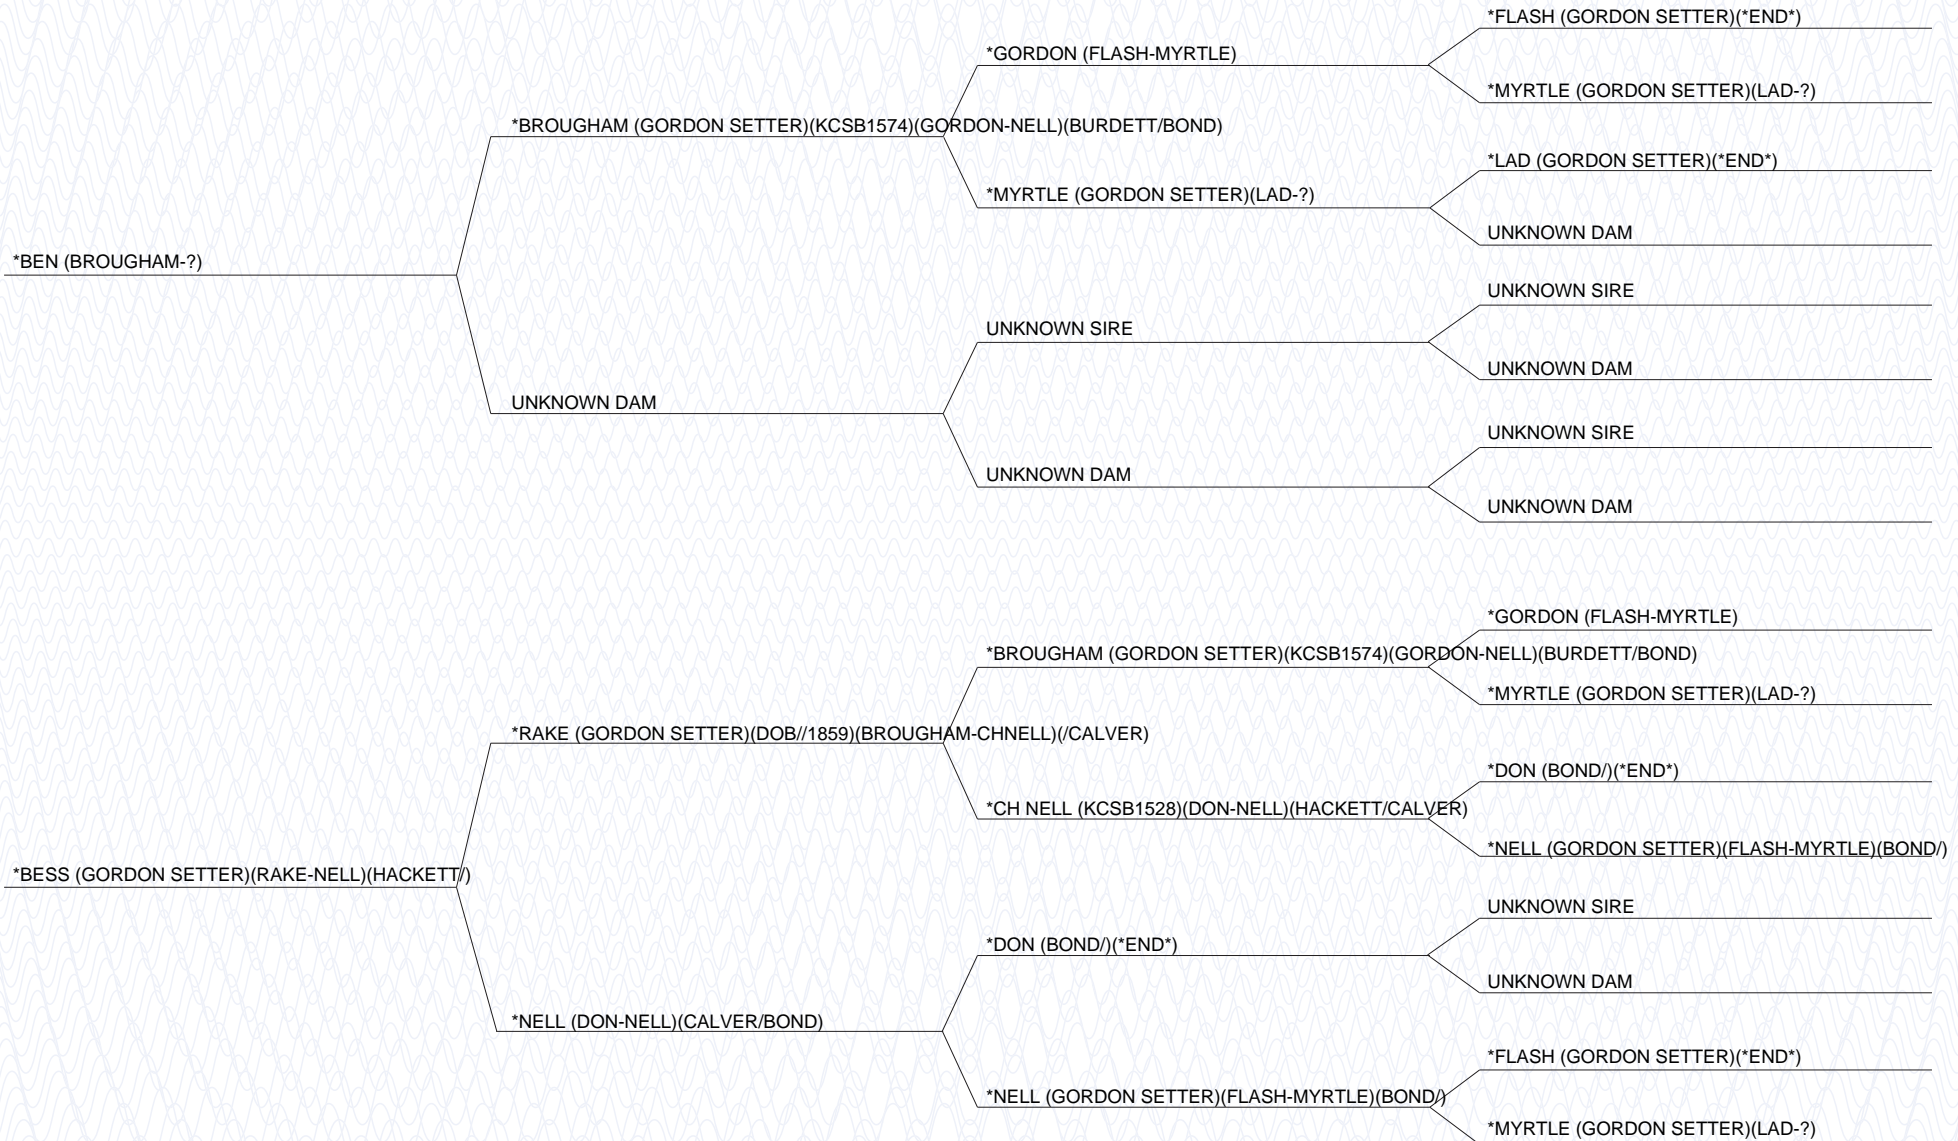 *FLASH (GORDON SETTER)(*END*)
*GORDON (FLASH-MYRTLE)
*MYRTLE (GORDON SETTER)(LAD-?)
*BROUGHAM (GORDON SETTER)(KCSB1574)(GORDON-NELL)(BURDETT/BOND)
*LAD (GORDON SETTER)(*END*)
*MYRTLE (GORDON SETTER)(LAD-?)
UNKNOWN DAM
*BEN (BROUGHAM-?)
UNKNOWN SIRE
UNKNOWN SIRE
UNKNOWN DAM
UNKNOWN DAM
UNKNOWN SIRE
UNKNOWN DAM
UNKNOWN DAM
*GORDON (FLASH-MYRTLE)
*BROUGHAM (GORDON SETTER)(KCSB1574)(GORDON-NELL)(BURDETT/BOND)
*MYRTLE (GORDON SETTER)(LAD-?)
*RAKE (GORDON SETTER)(DOB//1859)(BROUGHAM-CHNELL)(/CALVER)
*DON (BOND/)(*END*)
*CH NELL (KCSB1528)(DON-NELL)(HACKETT/CALVER)
*NELL (GORDON SETTER)(FLASH-MYRTLE)(BOND/)
*BESS (GORDON SETTER)(RAKE-NELL)(HACKETT/)
UNKNOWN SIRE
*DON (BOND/)(*END*)
UNKNOWN DAM
*NELL (DON-NELL)(CALVER/BOND)
*FLASH (GORDON SETTER)(*END*)
*NELL (GORDON SETTER)(FLASH-MYRTLE)(BOND/)
*MYRTLE (GORDON SETTER)(LAD-?)